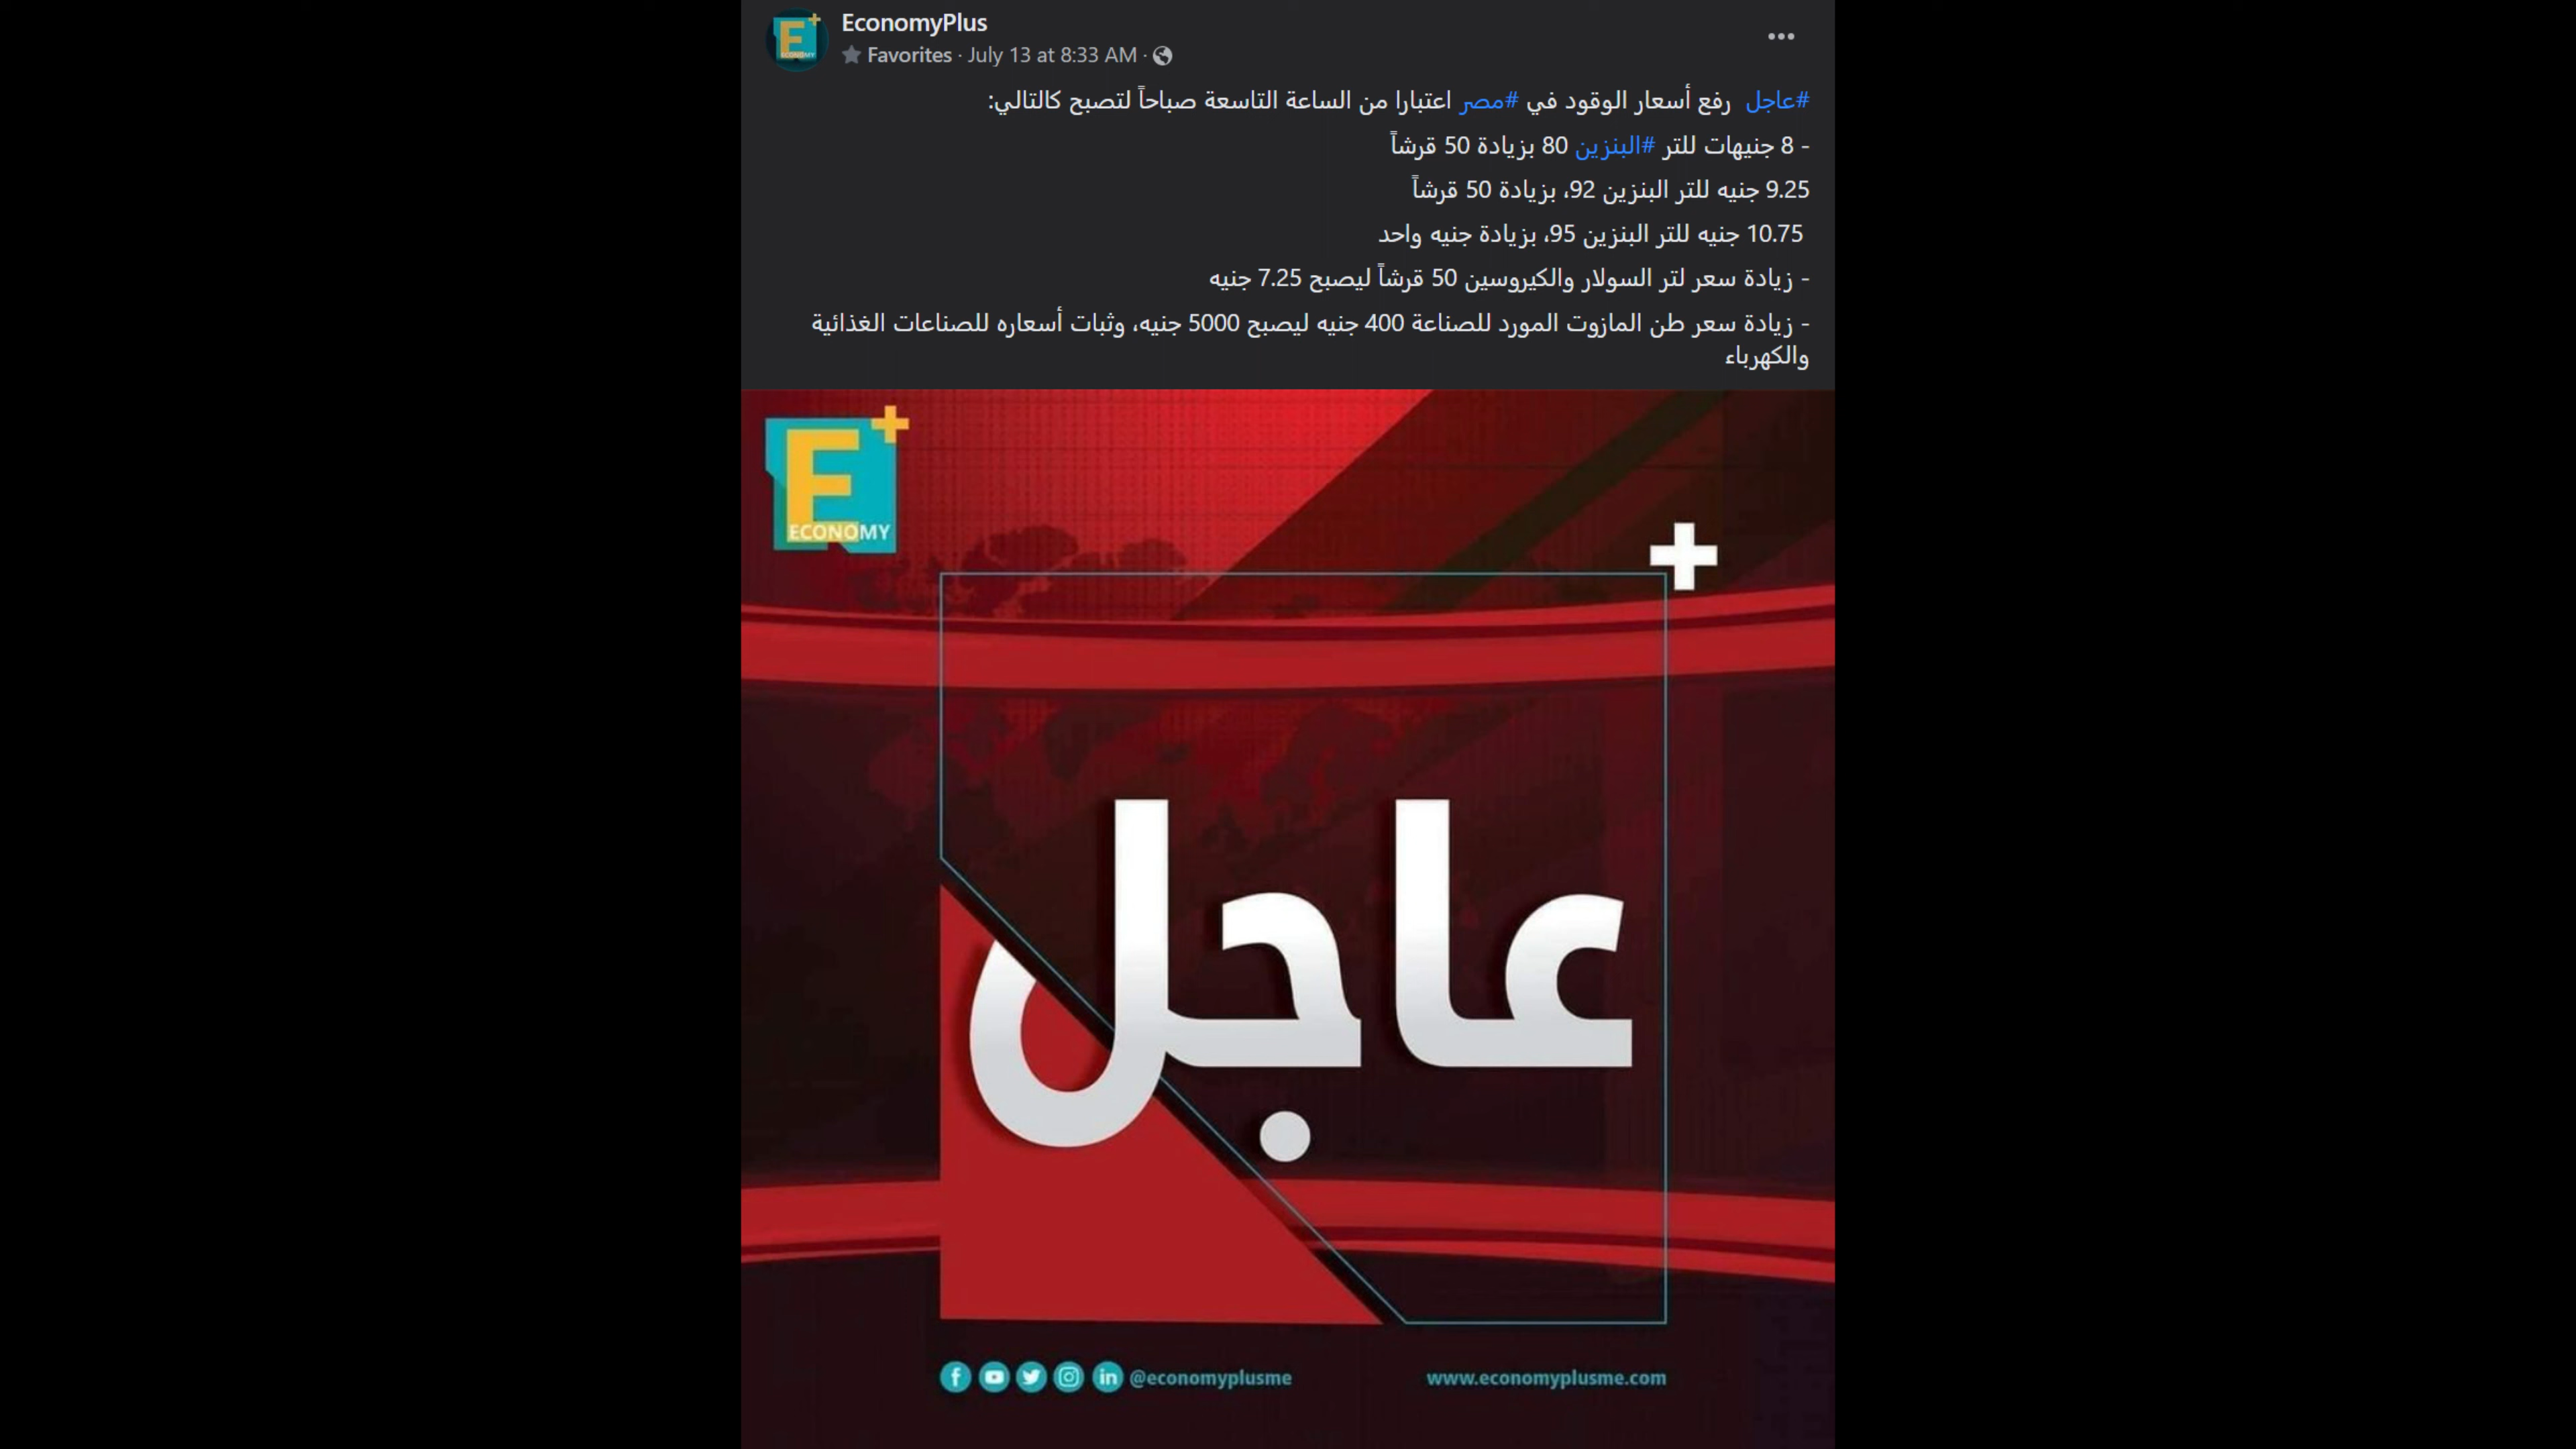 EconomyPlus
Favorites · July 13 at 8:33 AM ·
#عاجل رفع أسعار الوقود في #مصر اعتبارا من الساعة التاسعة صباحاً لتصبح كالتالي:
- 8 جنيهات للتر #البنزين 80 بزيادة 50 قرشاً
9.25 جنيه للتر البنزين 92، بزيادة 50 قرشاً
10.75 جنيه للتر البنزين 95، بزيادة جنيه واحد
- زيادة سعر لتر السولار والكيروسين 50 قرشاً ليصبح 7.25 جنيه
- زيادة سعر طن المازوت المورد للصناعة 400 جنيه ليصبح 5000 جنيه، وثبات أسعاره للصناعات الغذائية
والكهرباء
E+
ECONOMY
عاجل
@economyplusme
www.economyplusme.com